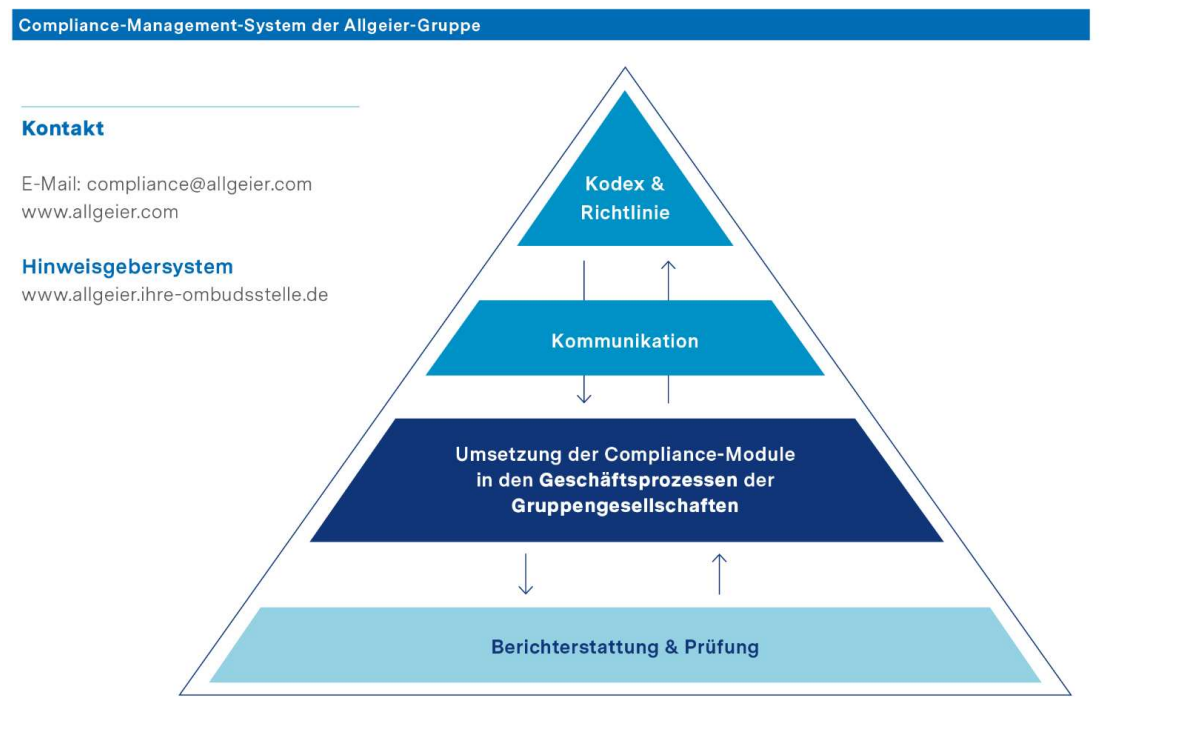 Compliance-Management-System der Allgeier-Gruppe
Kontakt
E-Mail: compliance@allgeier.com
www.allgeier.com
Hinweisgebersystem
www.allgeier.ihre-ombudsstelle.de
Kodex &
Richtlinie
Kommunikation
Umsetzung der Compliance-Module
in den Geschäftsprozessen der
Gruppengesellschaften
Berichterstattung & Prüfung